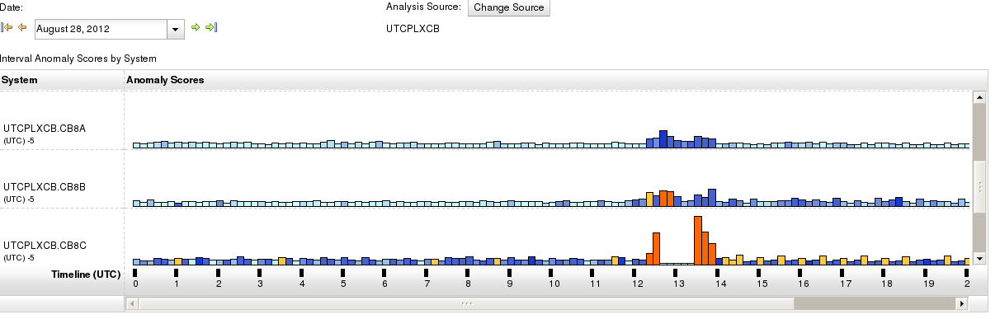 Date:
Analysis Source: Change Source
August 28, 2012
UTCPLXCB
Interval Anomaly Scores by System
System Anomaly Scores
UTCPLXCB.CB8A
(UTC) -5
UTCPLXCB.CB8B
(UTC) -5
UTCPLXCB.CB8C
(UTC) -5
Timeline (UTC)
0 1 2 3 4 5 6 7 8 9 10 11 12 13 14 15 16 17 18 19 2